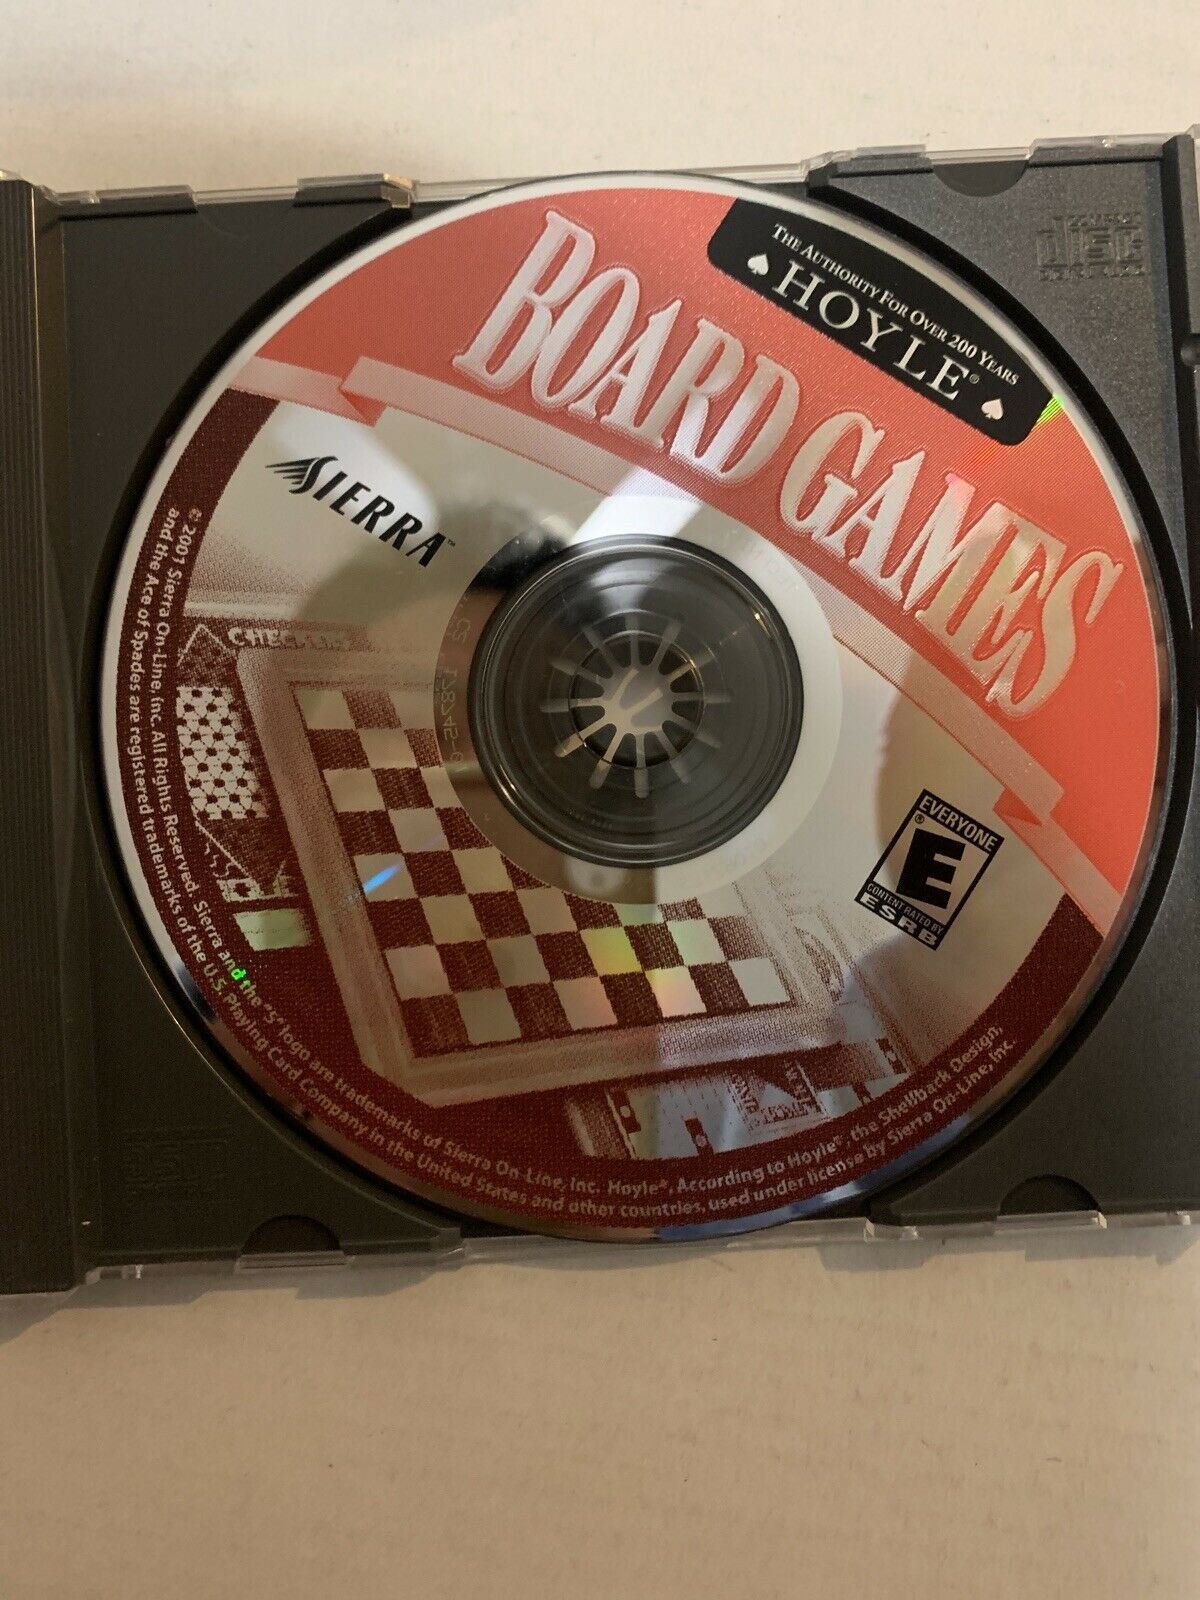 THE AUTHORITY FOR OVER 200 YEARS
HOYLE®
BOARD GAMES
SIERRA™
EVERYONE
E
®
CONTENT RATED BY
ESRB
© 2001 Sierra On-Line, Inc. All Rights Reserved. Sierra and the "S" logo are trademarks of Sierra On-Line, Inc. Hoyle®, According to Hoyle®, the Shellback Design,
and the Ace of Spades are registered trademarks of the U.S. Playing Card Company in the United States and other countries, used under license by Sierra On-Line, Inc.